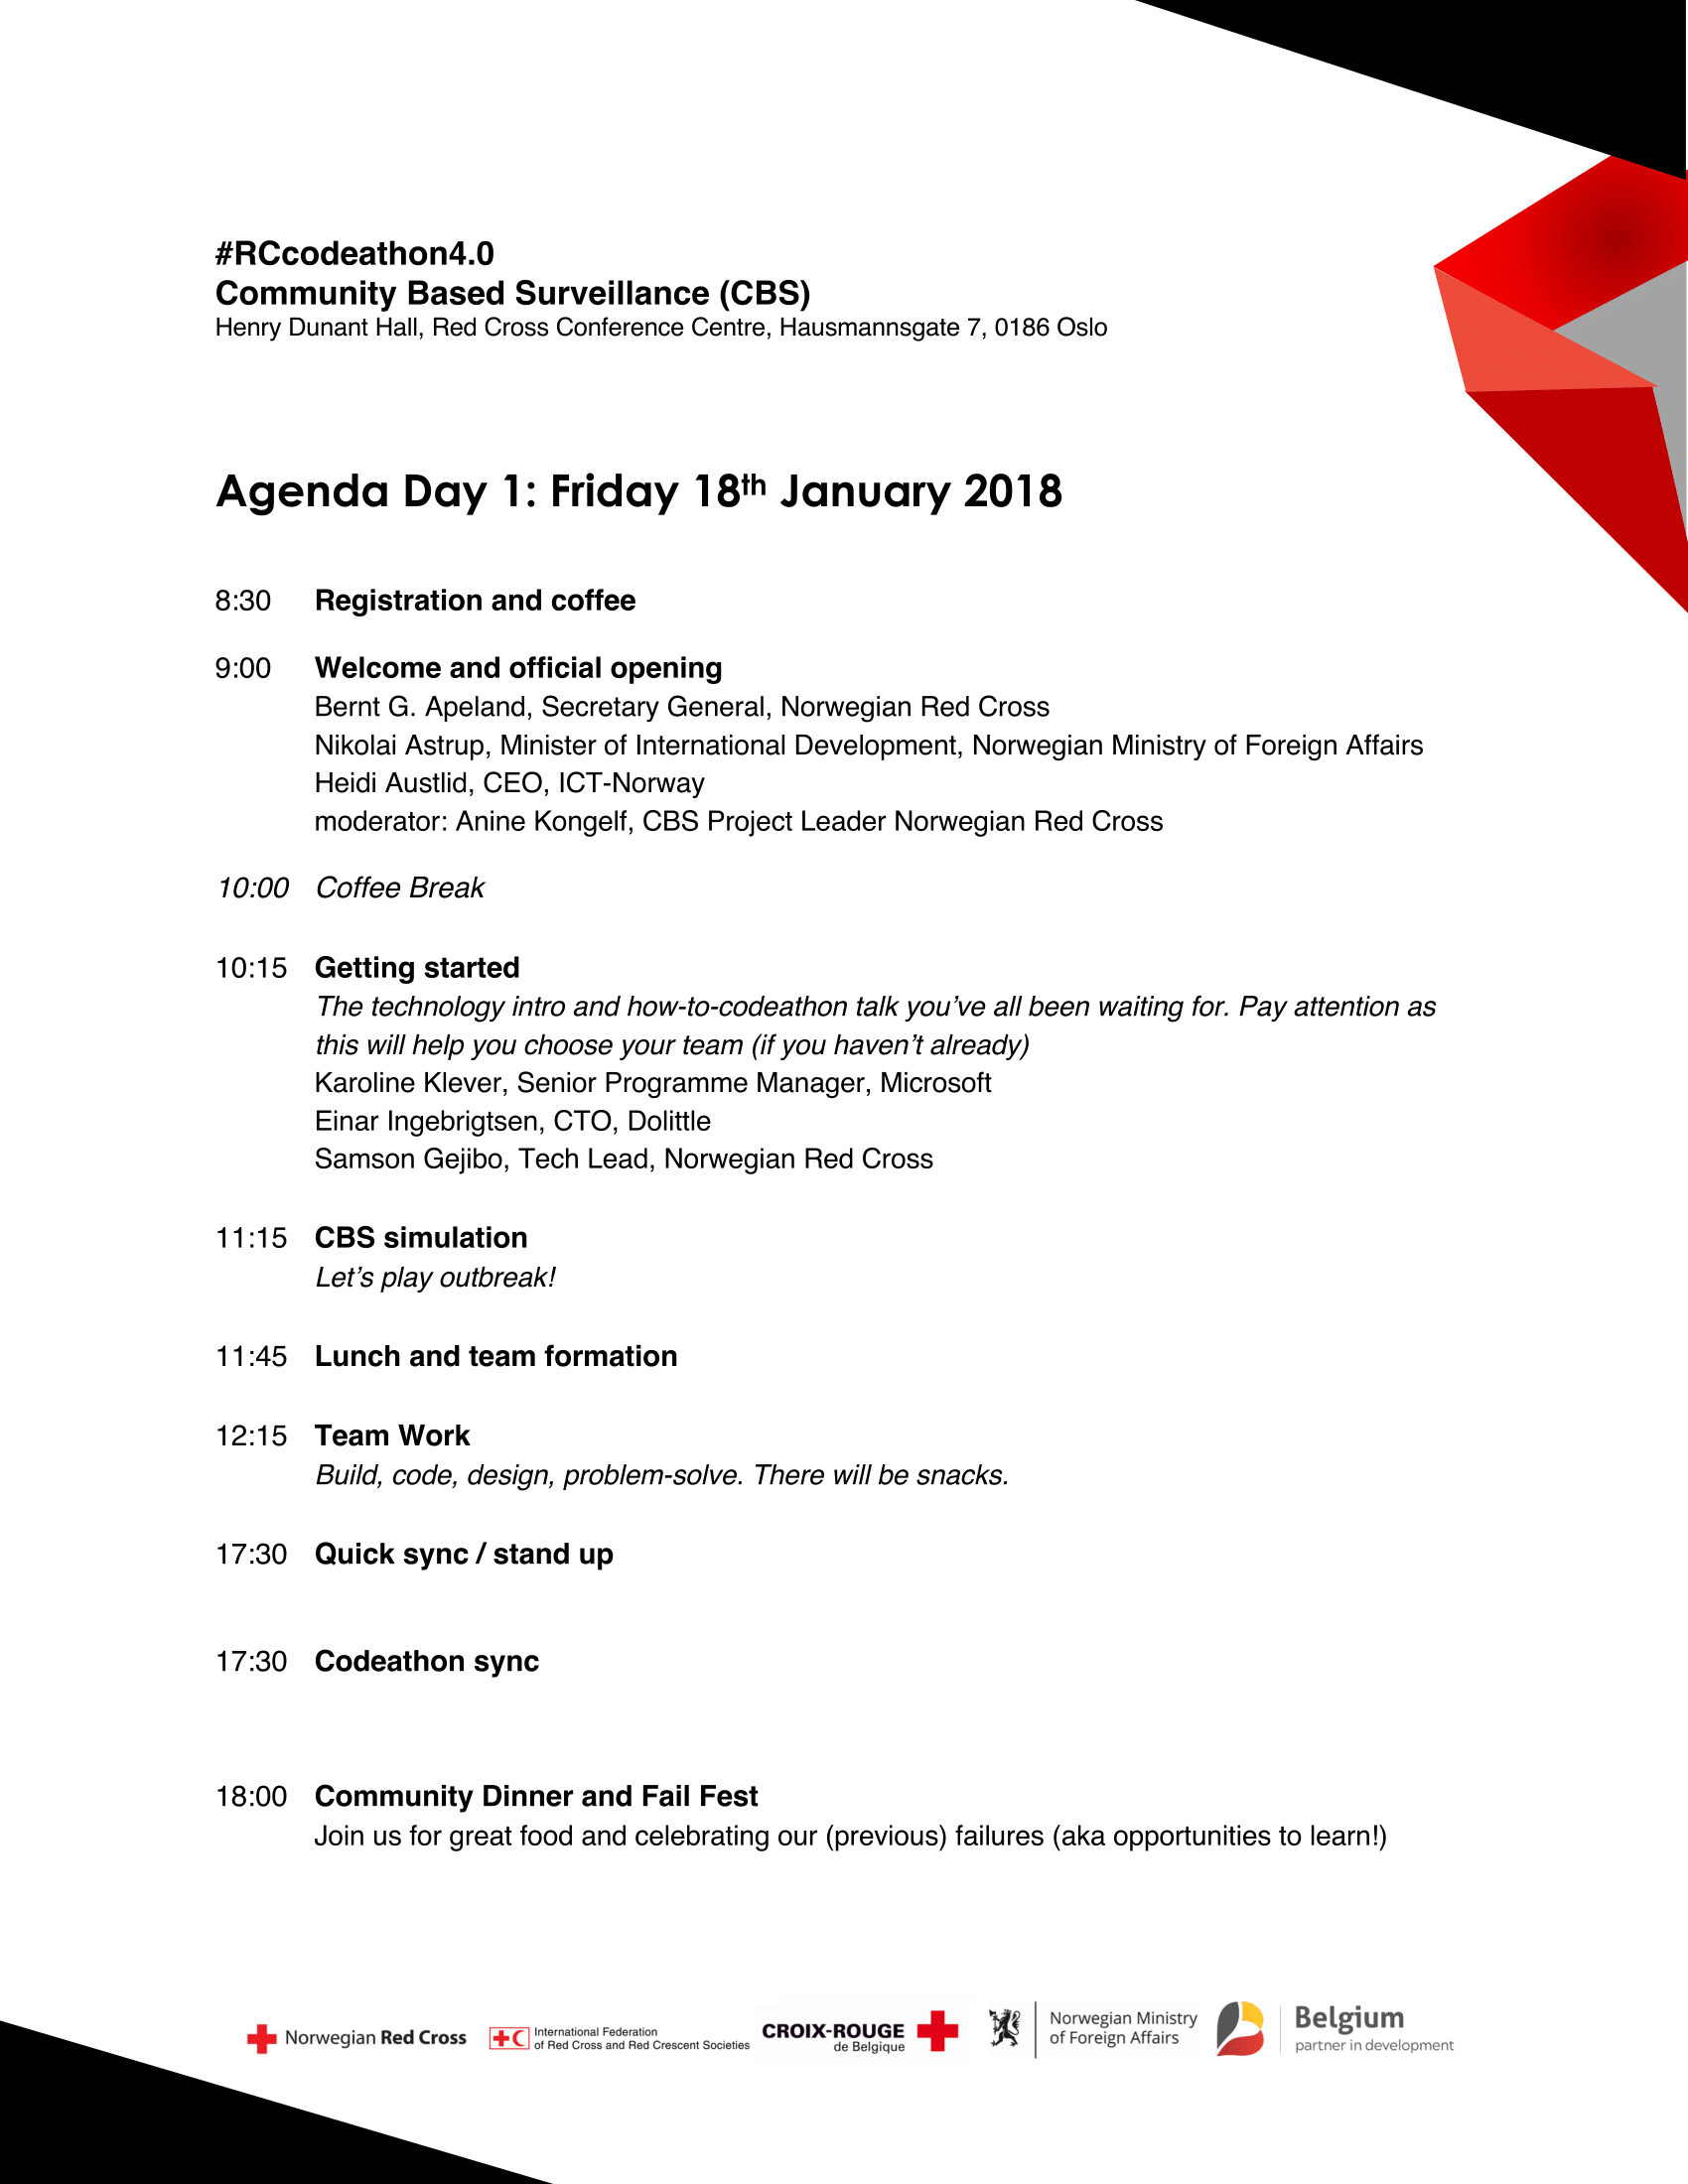 #RCcodeathon4.0
Community Based Surveillance (CBS)
Henry Dunant Hall, Red Cross Conference Centre, Hausmannsgate 7, 0186 Oslo
Agenda Day 1: Friday 18th January 2018
8:30 Registration and coffee
9:00 Welcome and official opening
Bernt G. Apeland, Secretary General, Norwegian Red Cross
Nikolai Astrup, Minister of International Development, Norwegian Ministry of Foreign Affairs
Heidi Austlid, CEO, ICT-Norway
moderator: Anine Kongelf, CBS Project Leader Norwegian Red Cross
10:00 Coffee Break
10:15 Getting started
The technology intro and how-to-codeathon talk you've all been waiting for. Pay attention as
this will help you choose your team (if you haven't already)
Karoline Klever, Senior Programme Manager, Microsoft
Einar Ingebrigtsen, CTO, Dolittle
Samson Gejibo, Tech Lead, Norwegian Red Cross
11:15 CBS simulation
Let's play outbreak!
11:45 Lunch and team formation
12:15 Team Work
Build, code, design, problem-solve. There will be snacks.
17:30 Quick sync / stand up
17:30 Codeathon sync
18:00 Community Dinner and Fail Fest
Join us for great food and celebrating our (previous) failures (aka opportunities to learn!)
Norwegian Red Cross
International Federation
of Red Cross and Red Crescent Societies
CROIX-ROUGE
de Belgique
Norwegian Ministry
of Foreign Affairs
Belgium
partner in development